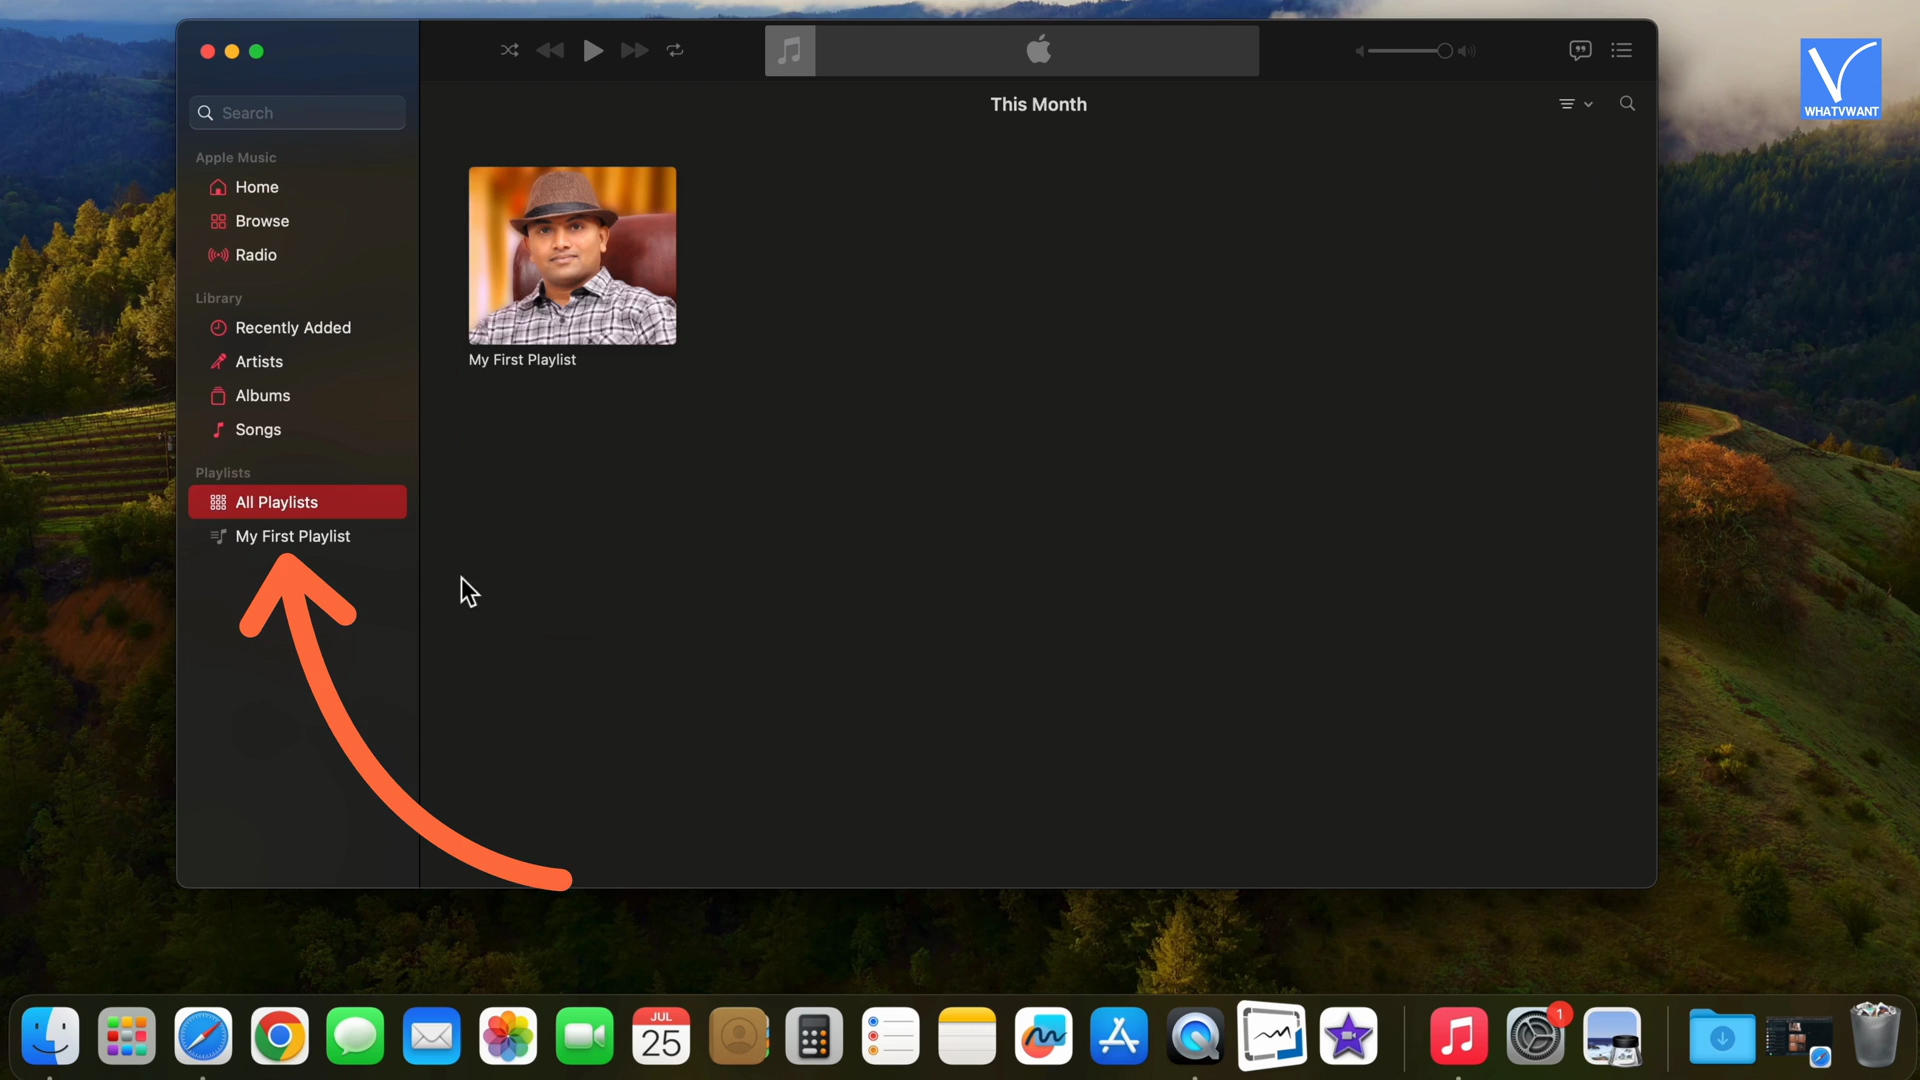 Search
This Month
WHATVWANT
Apple Music
Home
Browse
Radio
Library
Recently Added
Artists
Albums
Songs
My First Playlist
Playlists
All Playlists
My First Playlist
JUL
25
1